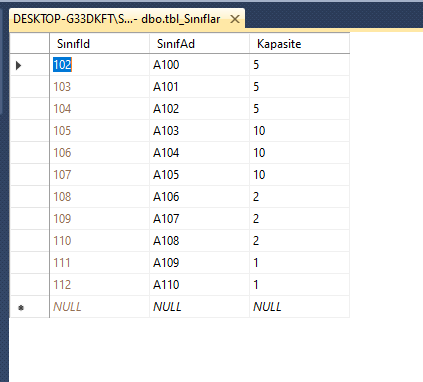 DESKTOP-G33DKFT\S...- dbo.tbl_Sınıflar
SınıfId SınıfAd Kapasite
102 A100 5
103 A101 5
104 A102 5
105 A103 10
106 A104 10
107 A105 10
108 A106 2
109 A107 2
110 A108 2
111 A109 1
112 A110 1
NULL NULL NULL